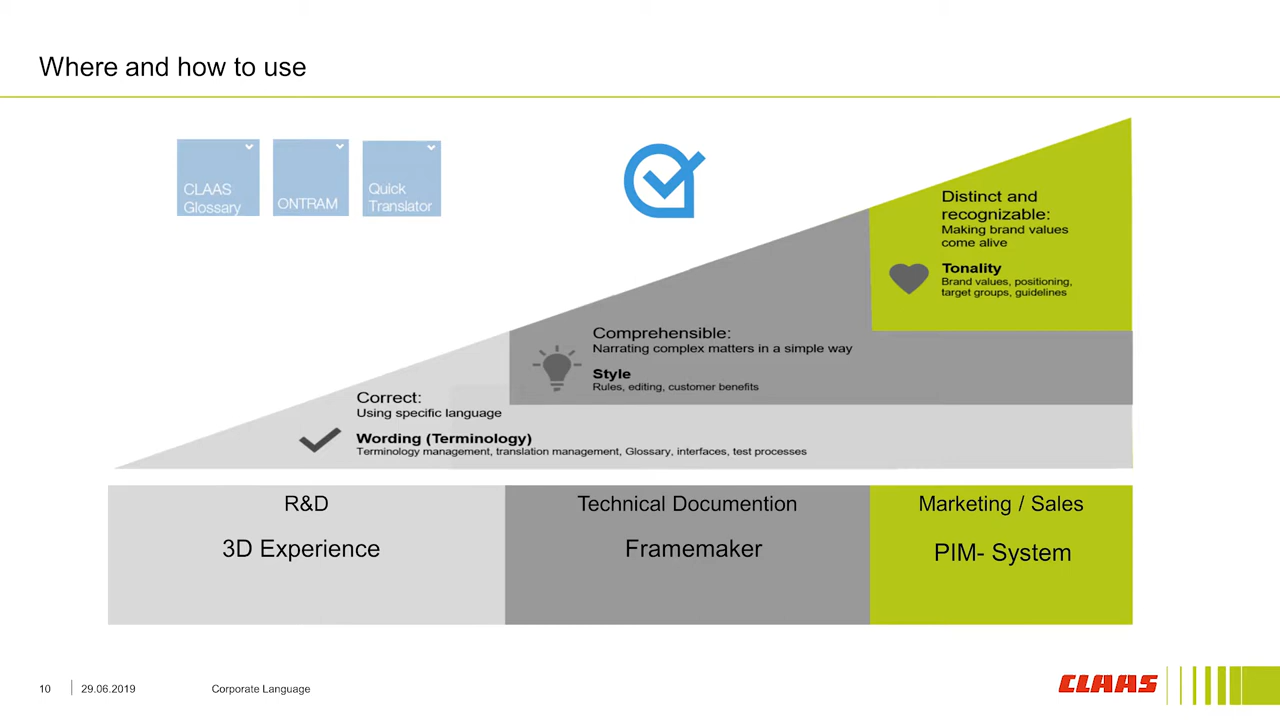 Where and how to use
CLAAS
Glossary
ONTRAM
Quick
Translator
Distinct and
recognizable:
Making brand values
come alive
Tonality
Brand values, positioning,
target groups, guidelines
Comprehensible:
Narrating complex matters in a simple way
Style
Rules, editing, customer benefits
Correct:
Using specific language
Wording (Terminology)
Terminology management, translation management, Glossary, interfaces, test processes
R&D
3D Experience
Technical Documention
Framemaker
Marketing / Sales
PIM- System
10
29.06.2019
Corporate Language
CLAAS